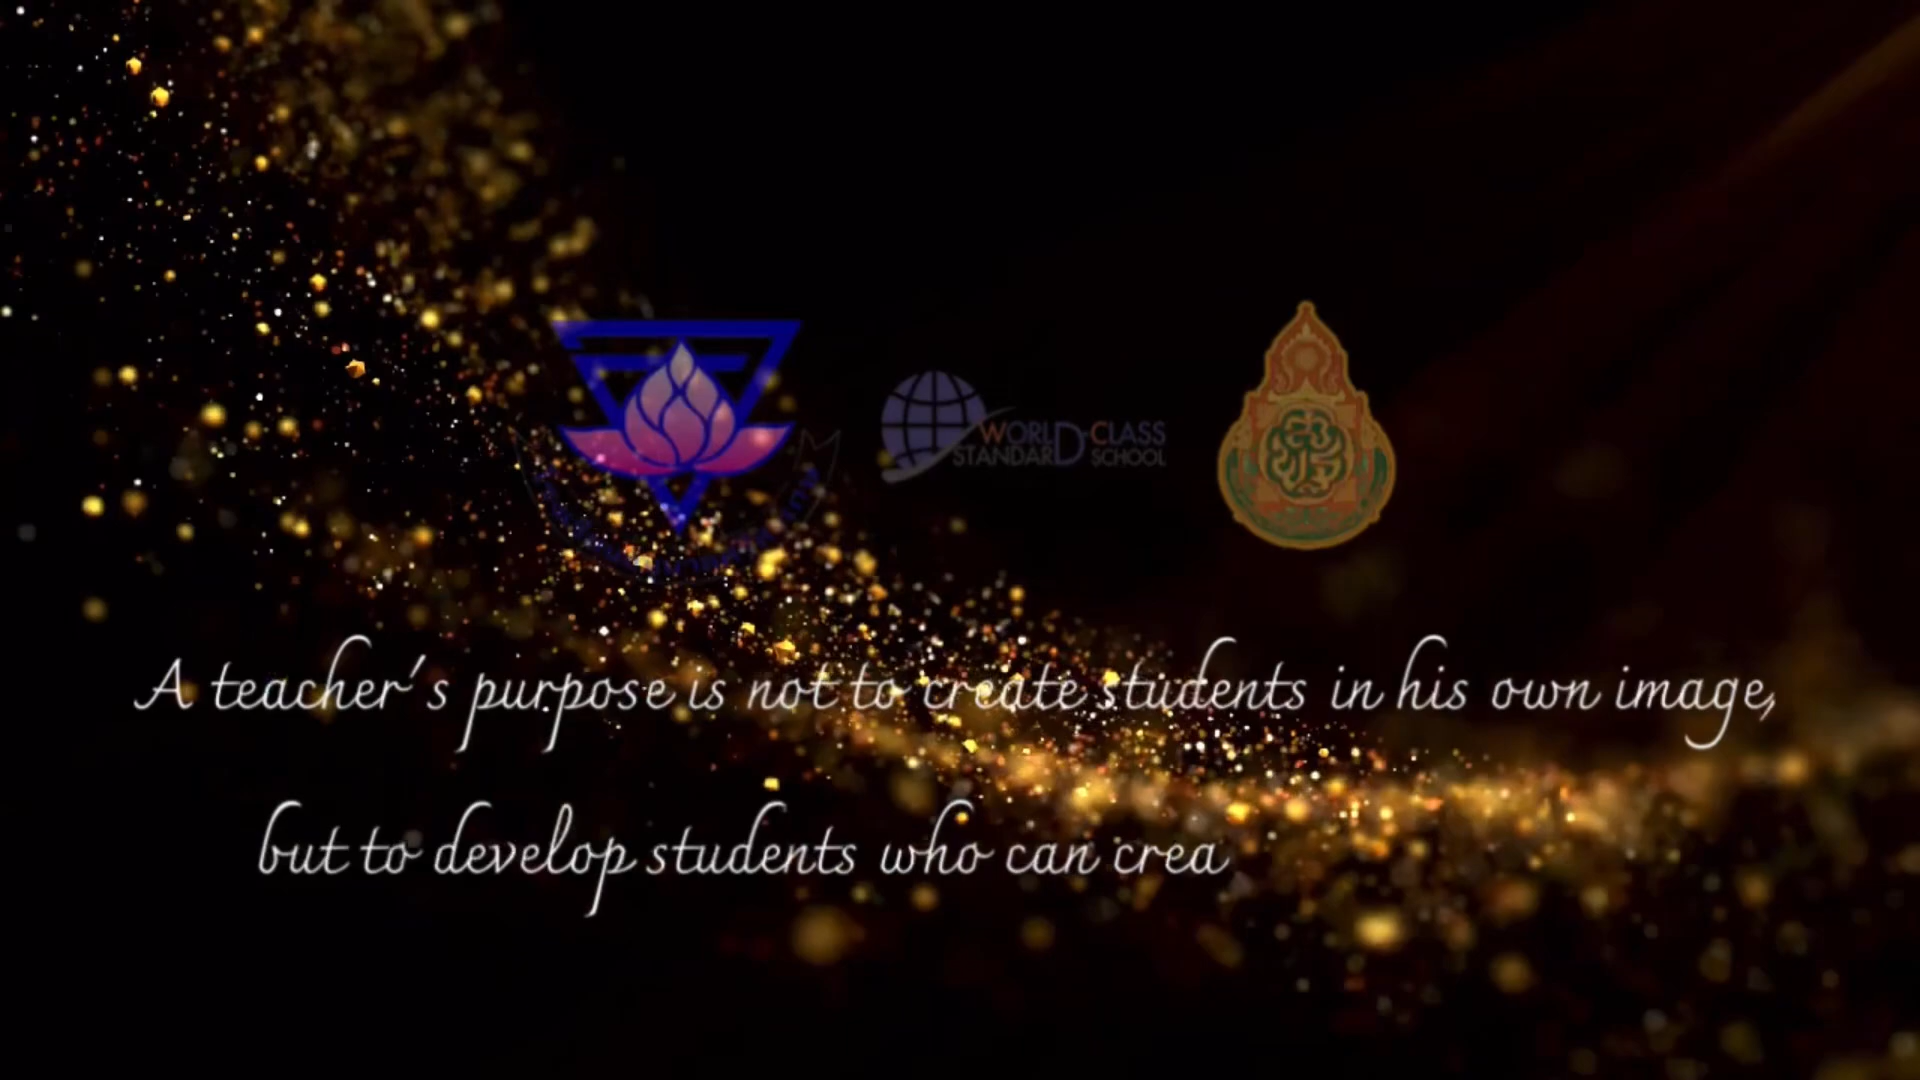 WORLD-CLASS
STANDARD SCHOOL
A teacher's purpose is not to create students in his own image,
but to develop students who can crea